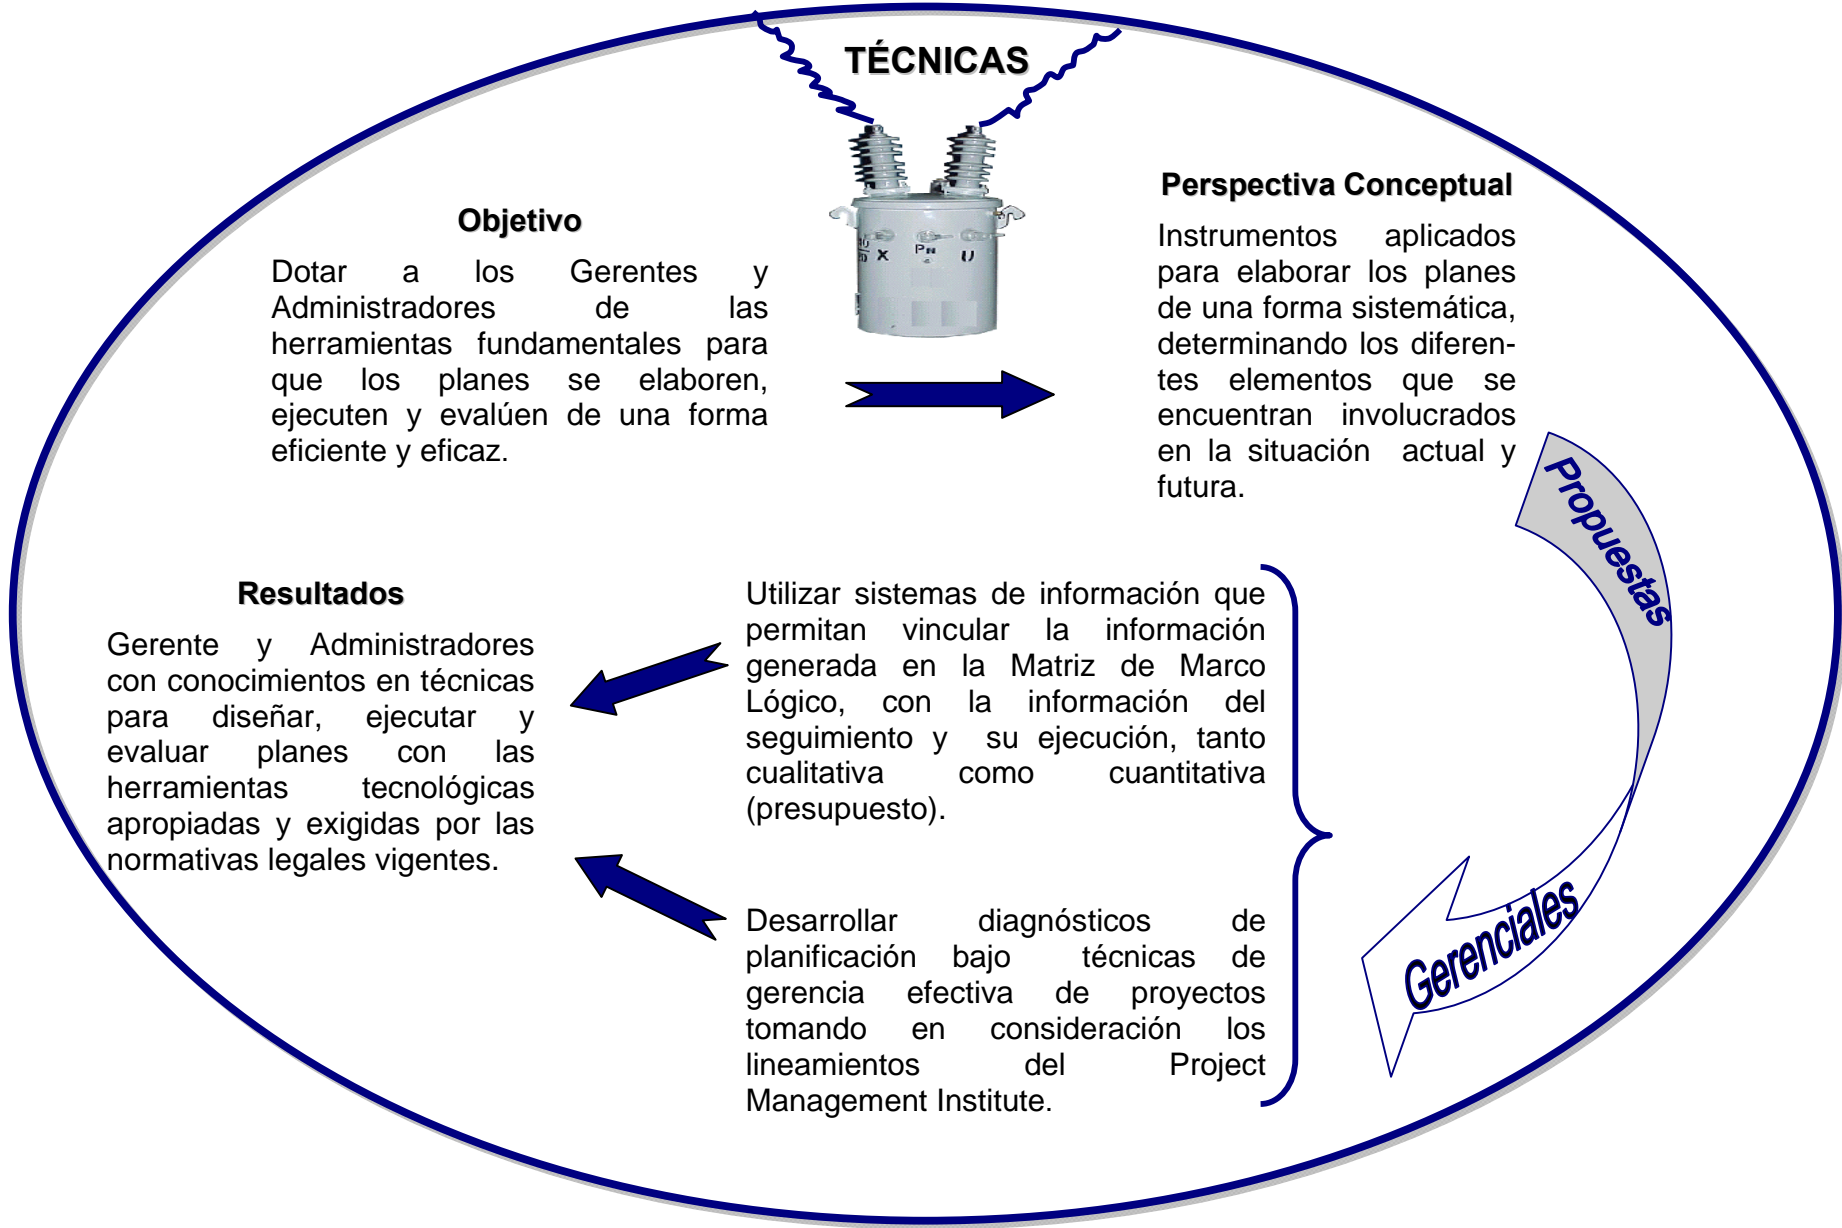 TÉCNICAS
X PH U
Objetivo
Dotar a los Gerentes y
Administradores de las
herramientas fundamentales para
que los planes se elaboren,
ejecuten y evalúen de una forma
eficiente y eficaz.
Perspectiva Conceptual
Instrumentos aplicados
para elaborar los planes
de una forma sistemática,
determinando los diferen-
tes elementos que se
encuentran involucrados
en la situación actual y
futura.
Propuestas
Gerenciales
Utilizar sistemas de información que
permitan vincular la información
generada en la Matriz de Marco
Lógico, con la información del
seguimiento y su ejecución, tanto
cualitativa como cuantitativa
(presupuesto).
Desarrollar diagnósticos de
planificación bajo técnicas de
gerencia efectiva de proyectos
tomando en consideración los
lineamientos del Project
Management Institute.
Resultados
Gerente y Administradores
con conocimientos en técnicas
para diseñar, ejecutar y
evaluar planes con las
herramientas tecnológicas
apropiadas y exigidas por las
normativas legales vigentes.